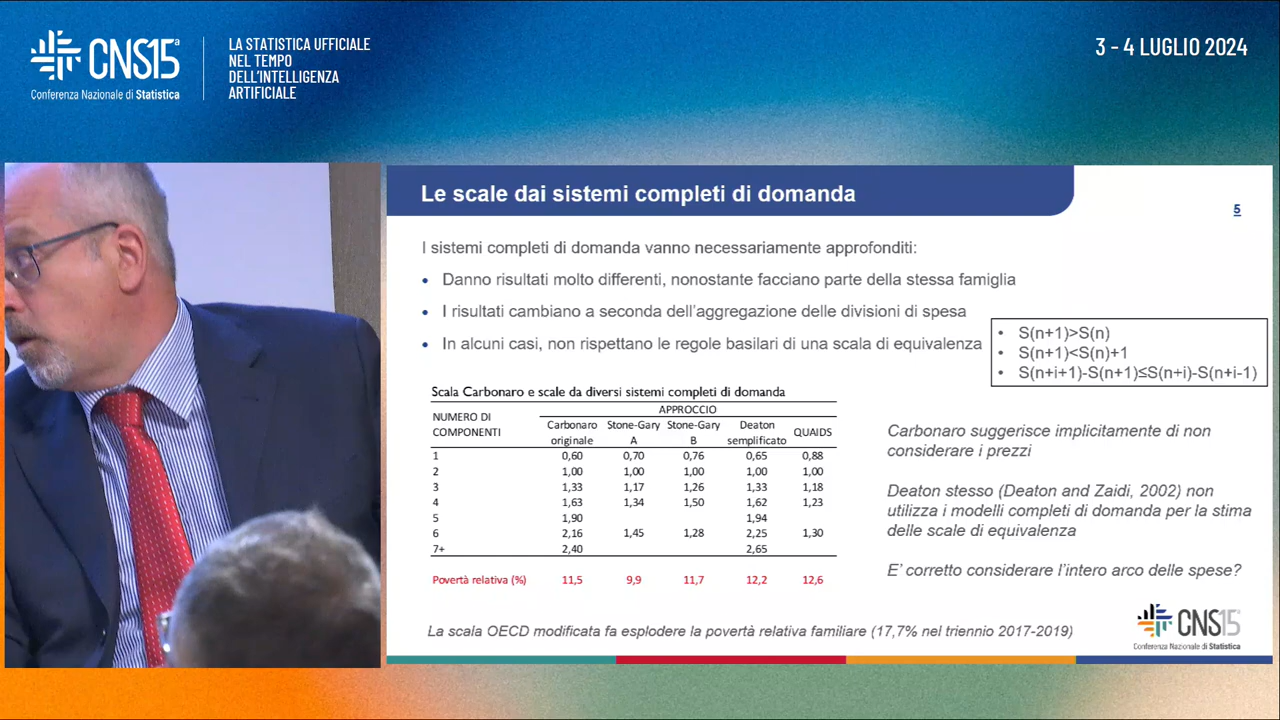 CNS15ª
Conferenza Nazionale di Statistica
LA STATISTICA UFFICIALE
NEL TEMPO
DELL'INTELLIGENZA
ARTIFICIALE
3 - 4 LUGLIO 2024
Le scale dai sistemi completi di domanda
5
I sistemi completi di domanda vanno necessariamente approfonditi:
• Danno risultati molto differenti, nonostante facciano parte della stessa famiglia
• I risultati cambiano a seconda dell'aggregazione delle divisioni di spesa
• In alcuni casi, non rispettano le regole basilari di una scala di equivalenza
• S(n+1)>S(n)
• S(n+1)<S(n)+1
• S(n+i+1)-S(n+1)≤S(n+i)-S(n+i-1)
Scala Carbonaro e scale da diversi sistemi completi di domanda
NUMERO DI COMPONENTI
APPROCCIO
Carbonaro originale Stone-Gary A Stone-Gary B Deaton semplificato QUAIDS
1 0,60 0,70 0,76 0,65 0,88
2 1,00 1,00 1,00 1,00 1,00
3 1,33 1,17 1,26 1,33 1,18
4 1,63 1,34 1,50 1,62 1,23
5 1,90 1,94
6 2,16 1,45 1,28 2,25 1,30
7+ 2,40 2,65
Povertà relativa (%) 11,5 9,9 11,7 12,2 12,6
Carbonaro suggerisce implicitamente di non
considerare i prezzi
Deaton stesso (Deaton and Zaidi, 2002) non
utilizza i modelli completi di domanda per la stima
delle scale di equivalenza
E' corretto considerare l'intero arco delle spese?
La scala OECD modificata fa esplodere la povertà relativa familiare (17,7% nel triennio 2017-2019)
CNS15
Conferenza Nazionale di Statistica